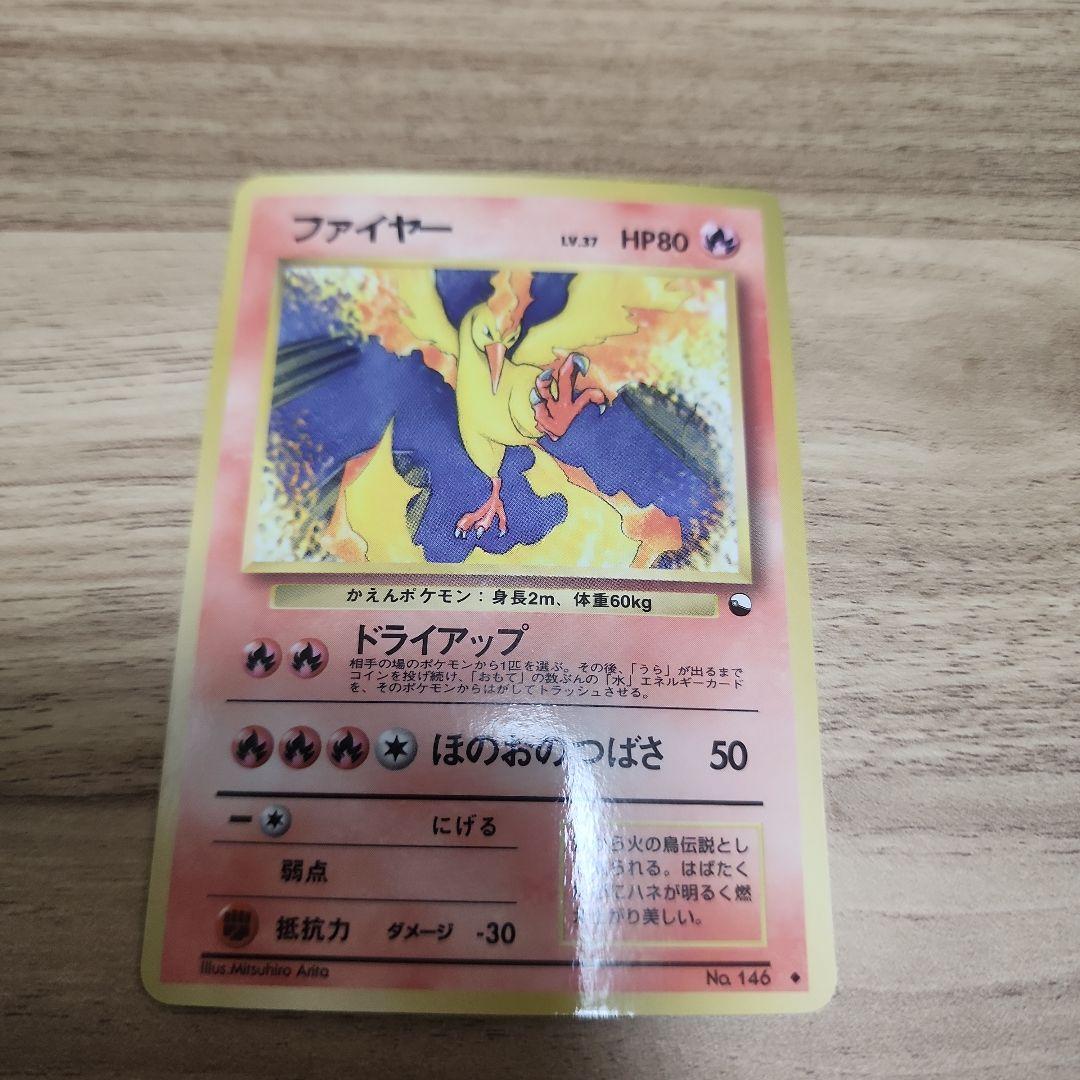 ファイヤー LV.37 HP80
かえんポケモン：身長2m、体重60kg
ドライアップ
相手の場のポケモンから1匹を選ぶ。その後、「うら」が出るまで
コインを投げ続け、「おもて」の数ぶんの「水」エネルギーカード
を、そのポケモンからはがしてトラッシュさせる。
ほのおのつばさ 50
にげる
弱点
抵抗力 ダメージ -30
火の鳥伝説とし
られる。はばたく
にハネが明るく燃
がり美しい。
Illus. Mitsuhiro Arita
No. 146